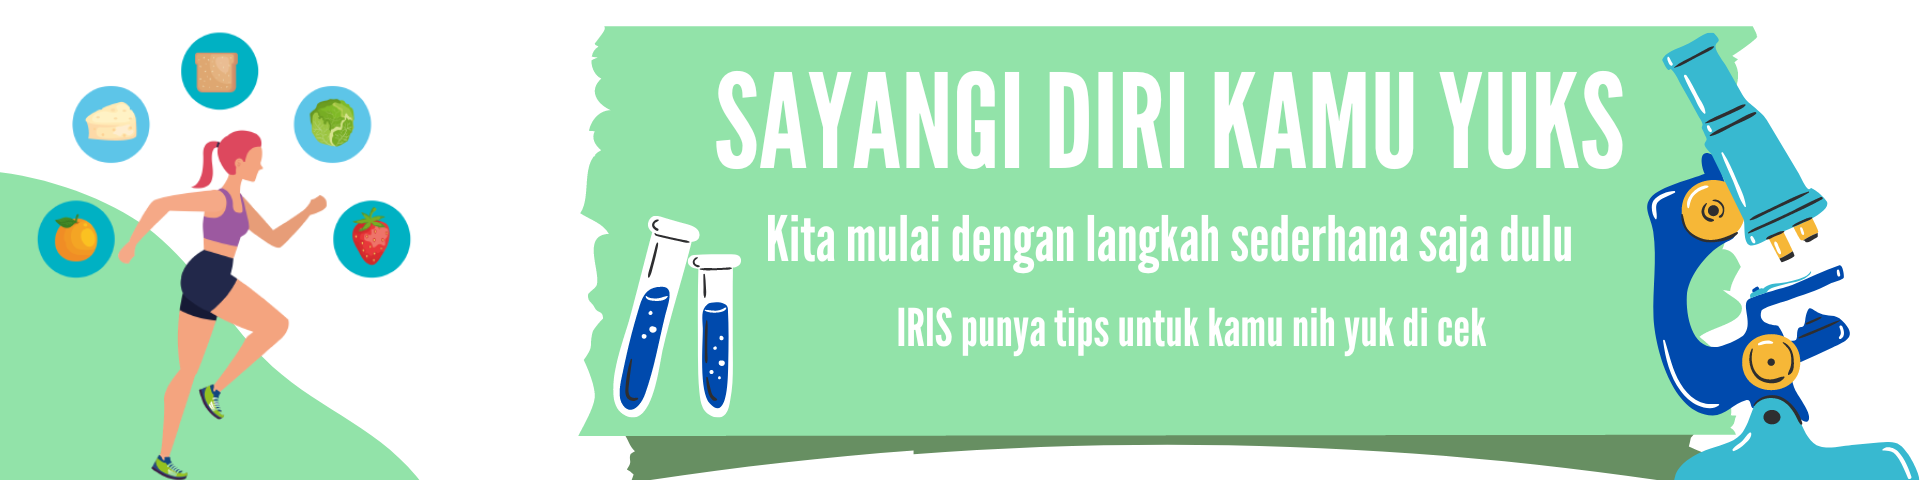 SAYANGI DIRI KAMU YUKS
Kita mulai dengan langkah sederhana saja dulu
IRIS punya tips untuk kamu nih yuk di cek